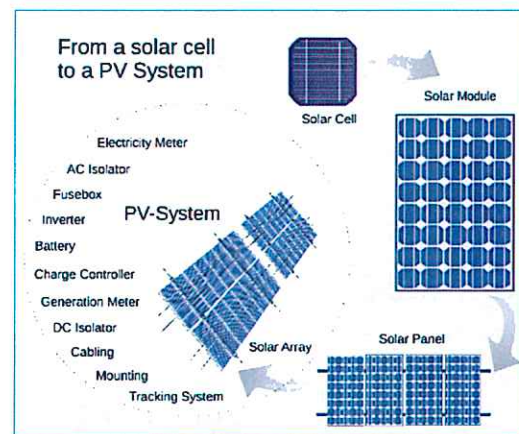 From a solar cell
to a PV System
Solar Cell
Solar Module
Electricity Meter
AC Isolator
Fusebox
PV-System
Inverter
Battery
Charge Controller
Generation Meter
DC Isolator
Solar Array
Solar Panel
Cabling
Mounting
Tracking System